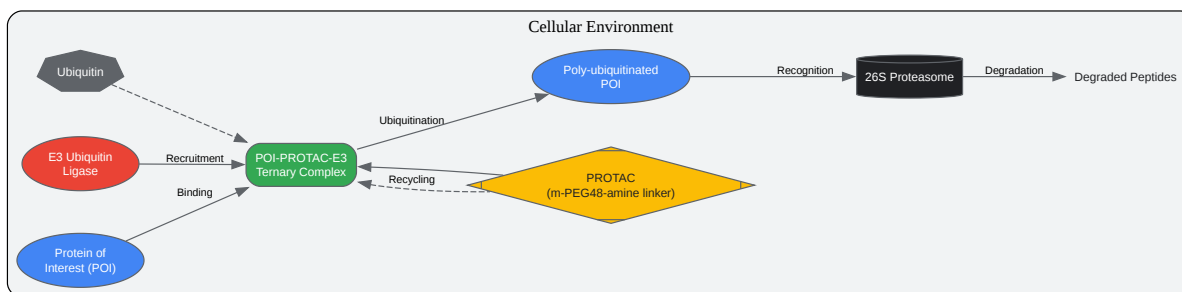 Cellular Environment
Ubiquitin
Poly-ubiquitinated
POI
Recognition
26S Proteasome
Degradation
Degraded Peptides
Ubiquitination
E3 Ubiquitin
Ligase
Recruitment
POI-PROTAC-E3
Ternary Complex
Recycling
PROTAC
(m-PEG48-amine linker)
Binding
Protein of
Interest (POI)